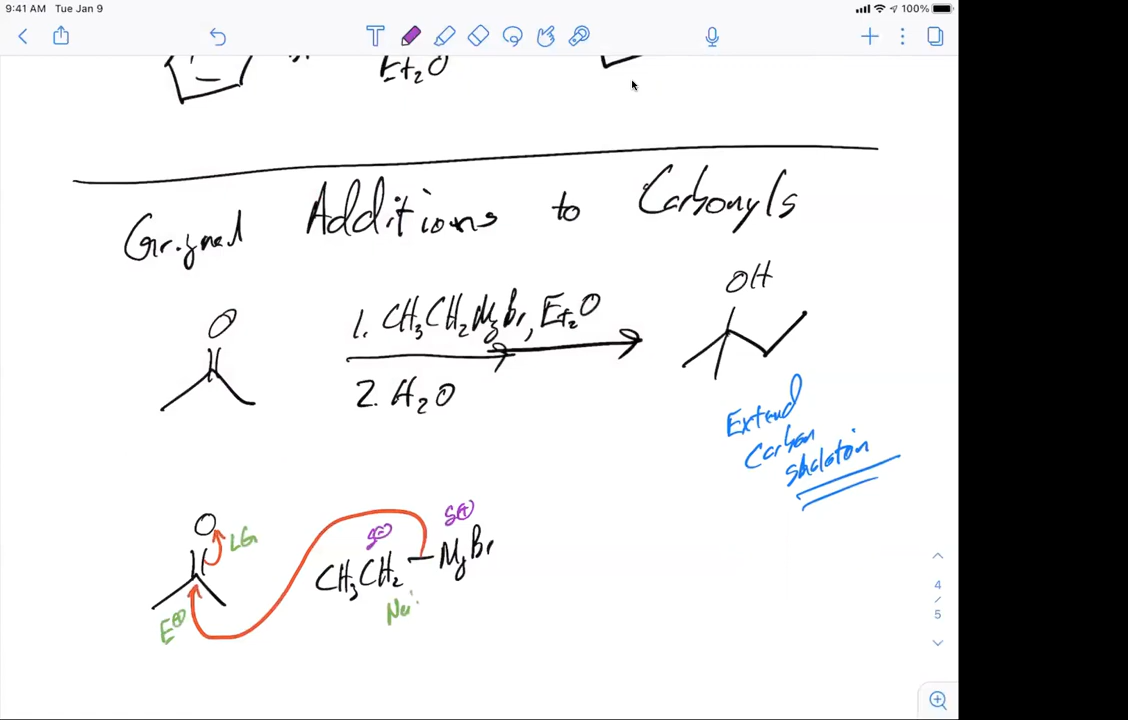 9:41 AM Tue Jan 9
100%
Et₂O
Grignard Additions to Carbonyls
O
1. CH₃CH₂MgBr, Et₂O
2. H₂O
OH
Extend
Carbon
skeleton
O
LG
E⊕
δ⊖
δ⊕
CH₃CH₂—MgBr
Nu:
4
/
5